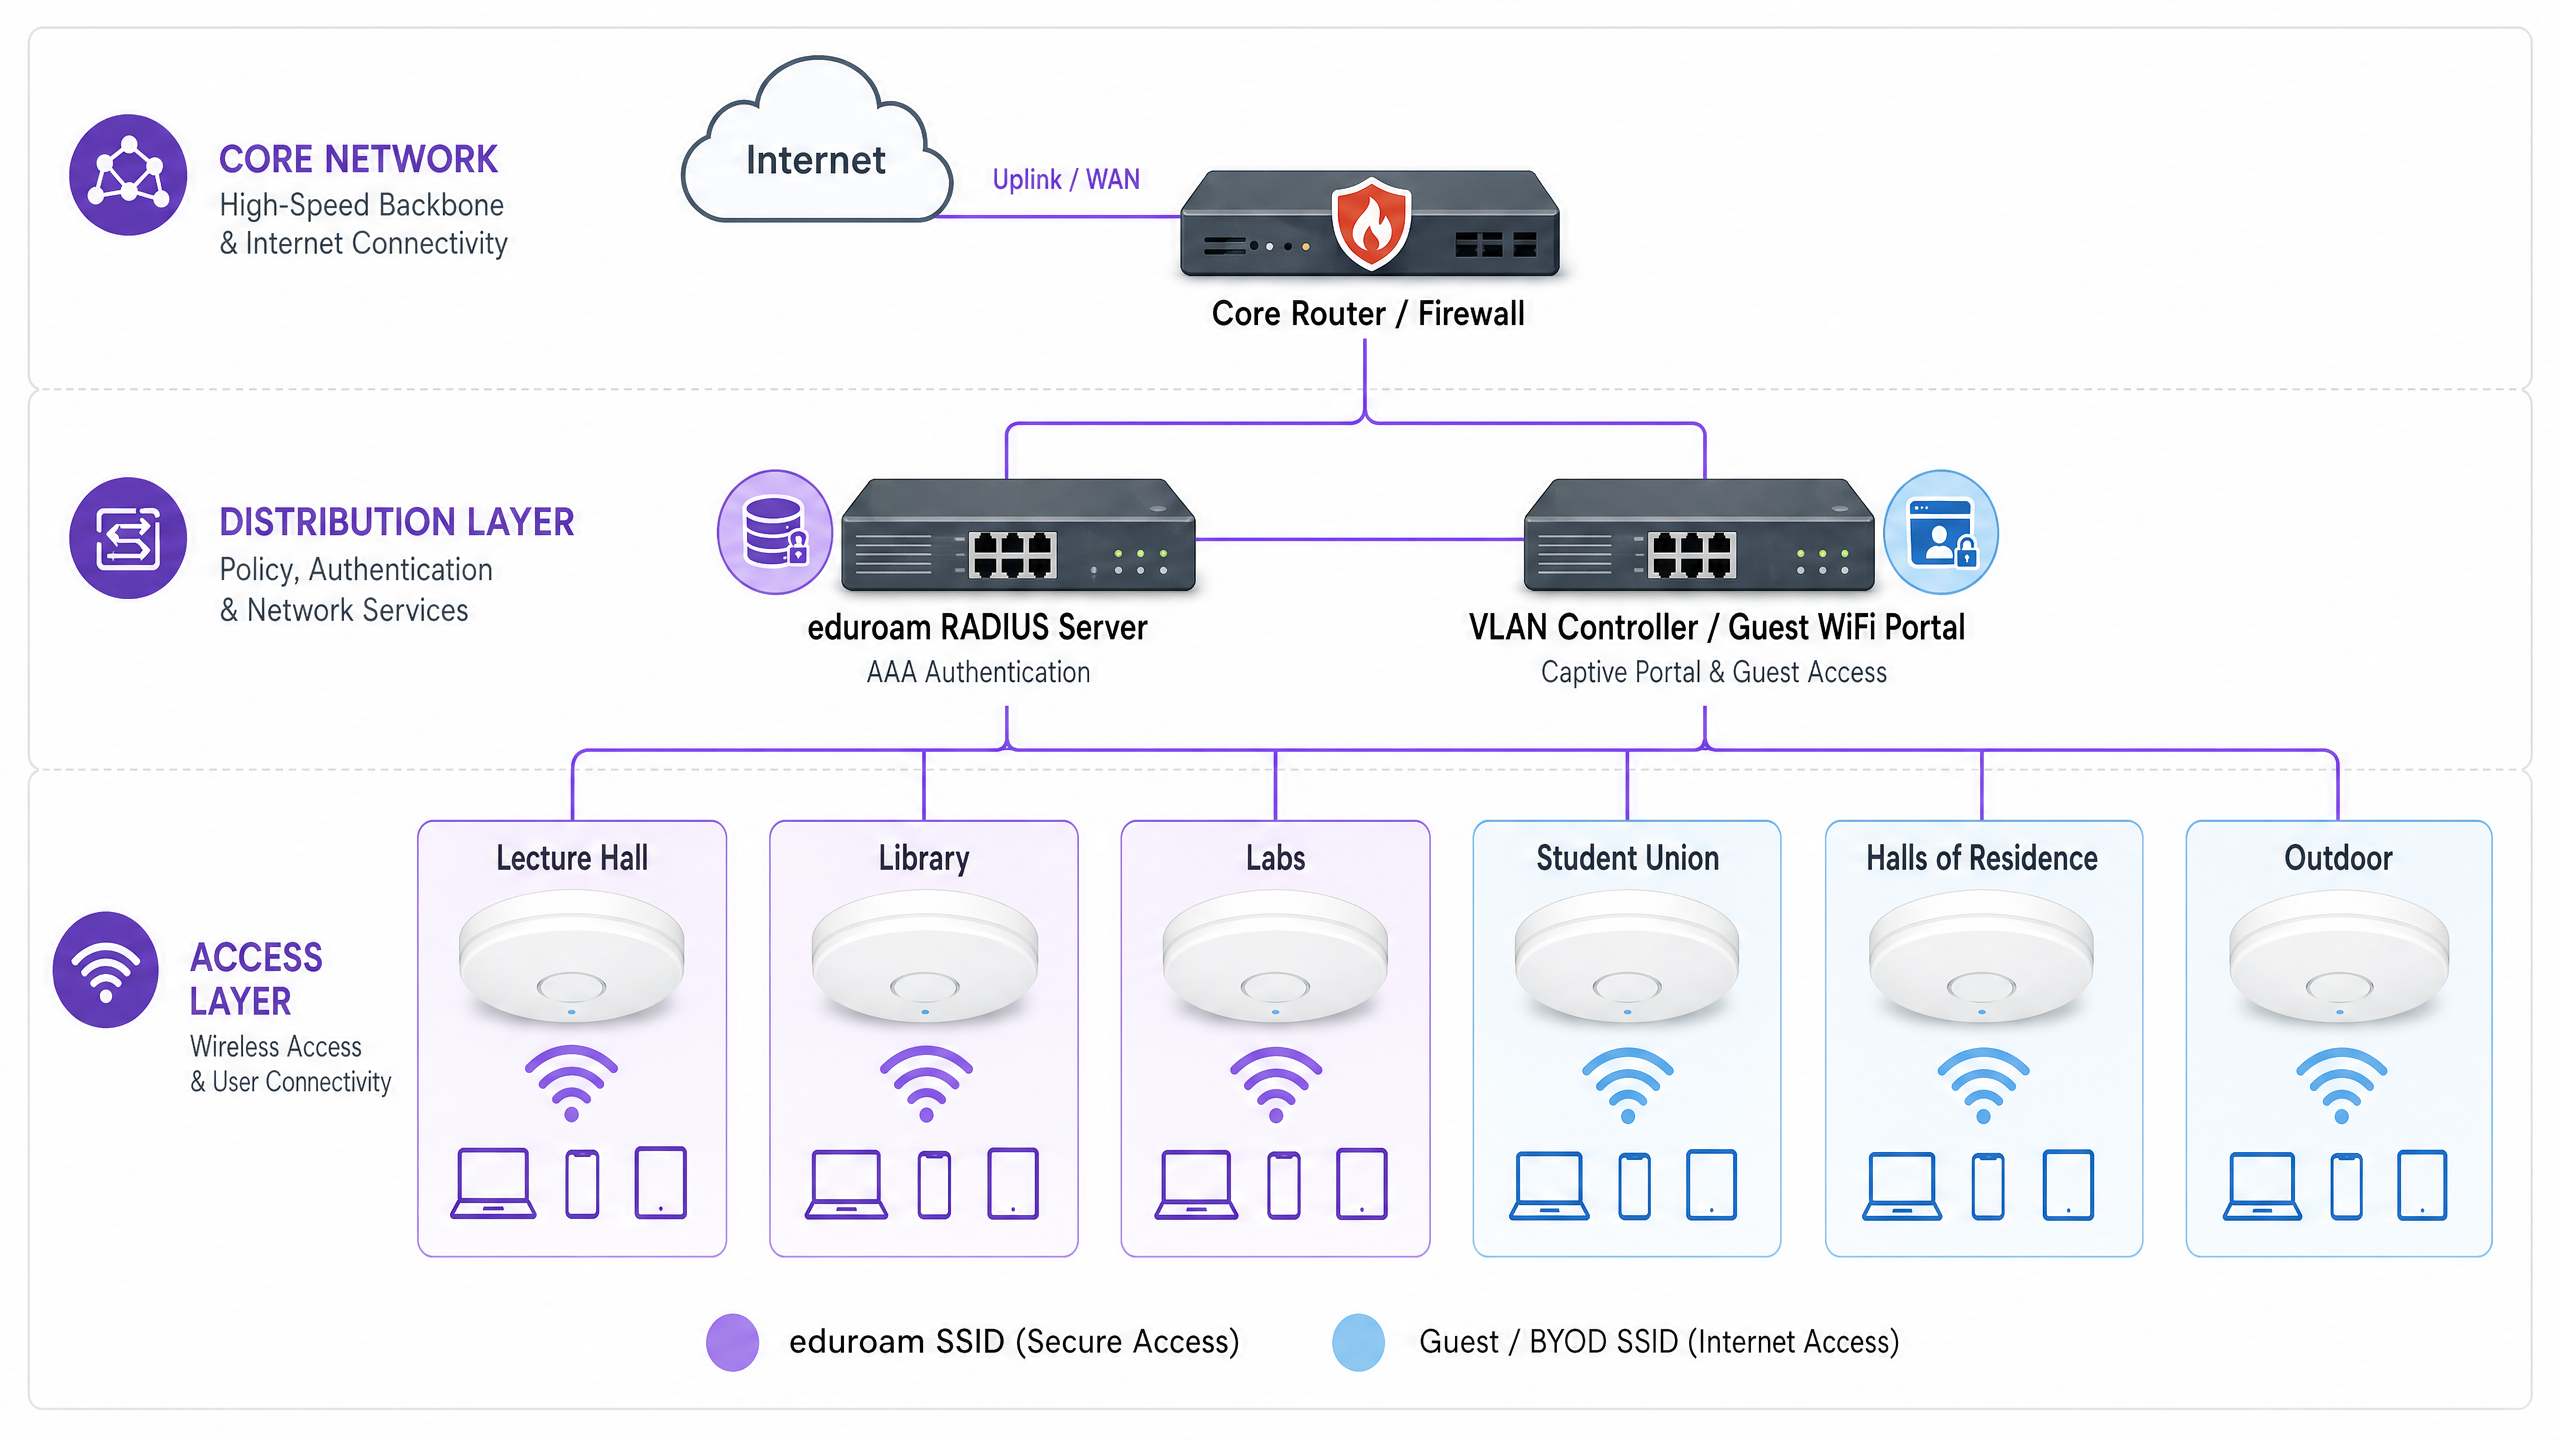 Internet
CORE NETWORK
High-Speed Backbone
& Internet Connectivity
Uplink / WAN
Core Router / Firewall
DISTRIBUTION LAYER
Policy, Authentication
& Network Services
eduroam RADIUS Server
AAA Authentication
VLAN Controller / Guest WiFi Portal
Captive Portal & Guest Access
ACCESS
LAYER
Wireless Access
& User Connectivity
Lecture Hall
Library
Labs
Student Union
Halls of Residence
Outdoor
eduroam SSID (Secure Access)
Guest / BYOD SSID (Internet Access)